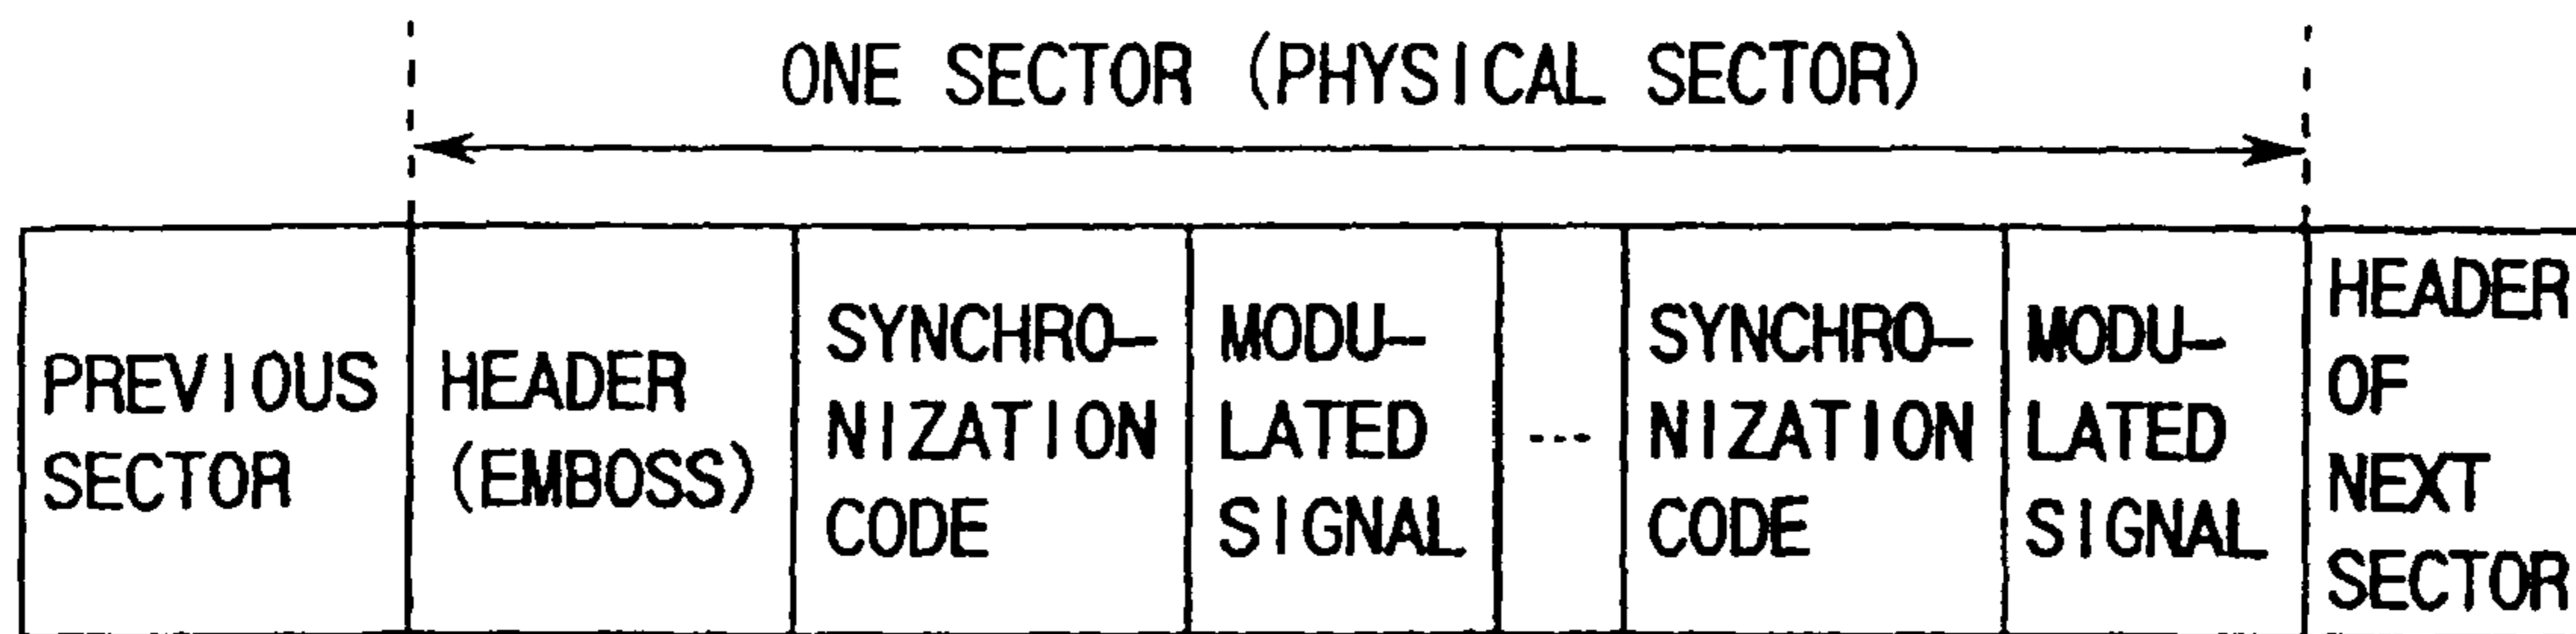 ONE SECTOR (PHYSICAL SECTOR)
PREVIOUS
SECTOR
HEADER
(EMBOSS)
SYNCHRO-
NIZATION
CODE
MODU-
LATED
SIGNAL
---
SYNCHRO-
NIZATION
CODE
MODU-
LATED
SIGNAL
HEADER
OF
NEXT
SECTOR